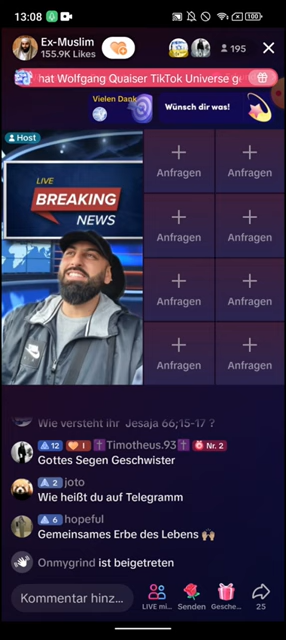 13:08
100
Ex-Muslim
155.9K Likes
195
hat Wolfgang Quaiser TikTok Universe ge
Vielen Dank
Wünsch dir was!
Host
LIVE
BREAKING
NEWS
Anfragen
Anfragen
Anfragen
Anfragen
Anfragen
Anfragen
Anfragen
Anfragen
Wie versteht ihr Jesaja 66;15-17 ?
12 I Timotheus.93 Nr. 2
Gottes Segen Geschwister
2 joto
Wie heißt du auf Telegramm
6 hopeful
Gemeinsames Erbe des Lebens 🙌🏼
Onmygrind ist beigetreten
Kommentar hinz...
LIVE mi... Senden Gesche... 25